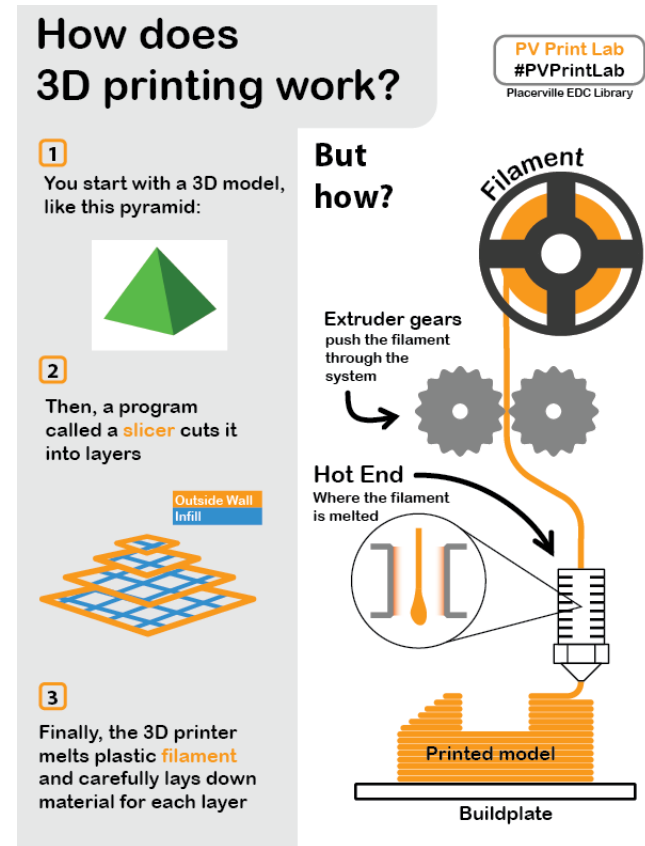 How does
3D printing work?
PV Print Lab
#PVPrintLab
Placerville EDC Library
1
You start with a 3D model,
like this pyramid:
2
Then, a program
called a slicer cuts it
into layers
Outside Wall
Infill
3
Finally, the 3D printer
melts plastic filament
and carefully lays down
material for each layer
But
how?
Filament
Extruder gears
push the filament
through the
system
Hot End
Where the filament
is melted
Printed model
Buildplate